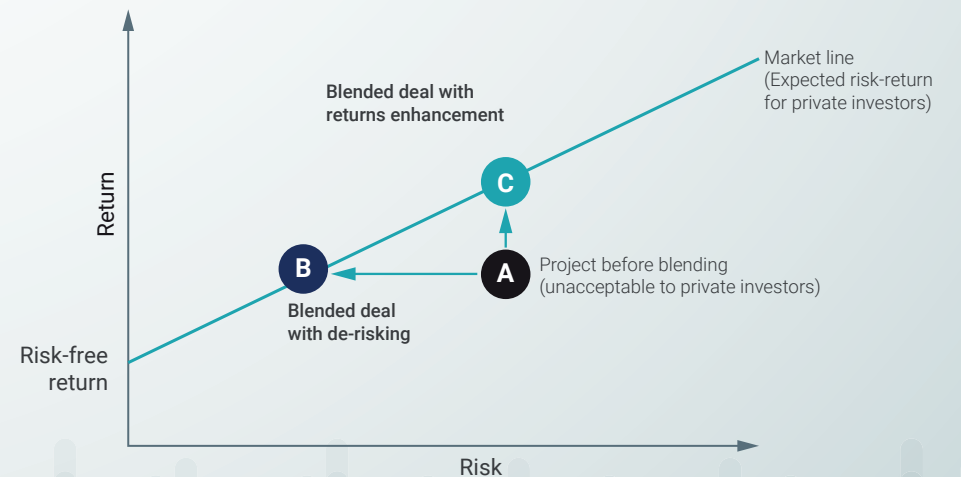 Return
Blended deal with
returns enhancement
Market line
(Expected risk-return
for private investors)
C
B
A
Project before blending
(unacceptable to private investors)
Blended deal
with de-risking
Risk-free
return
Risk